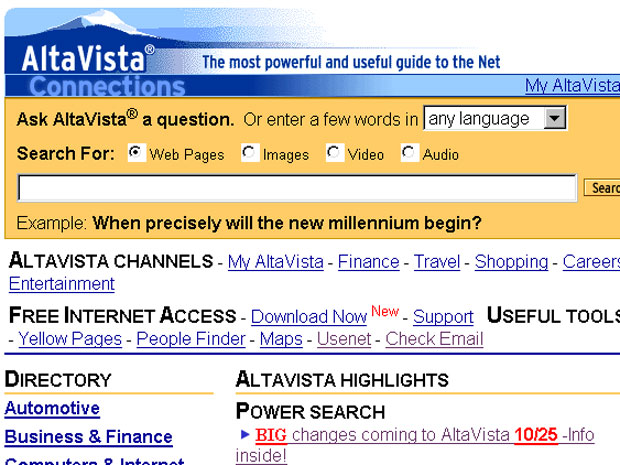 AltaVista® The most powerful and useful guide to the Net
Connections My AltaVista
Ask AltaVista® a question. Or enter a few words in any language
Search For: Web Pages Images Video Audio
Searc
Example: When precisely will the new millennium begin?
ALTAVISTA CHANNELS - My AltaVista - Finance - Travel - Shopping - Careers
Entertainment
FREE INTERNET ACCESS - Download Now New - Support USEFUL TOOLS
- Yellow Pages - People Finder - Maps - Usenet - Check Email
DIRECTORY ALTAVISTA HIGHLIGHTS
Automotive POWER SEARCH
Business & Finance BIG changes coming to AltaVista 10/25 -Info
Computers & Internet inside!